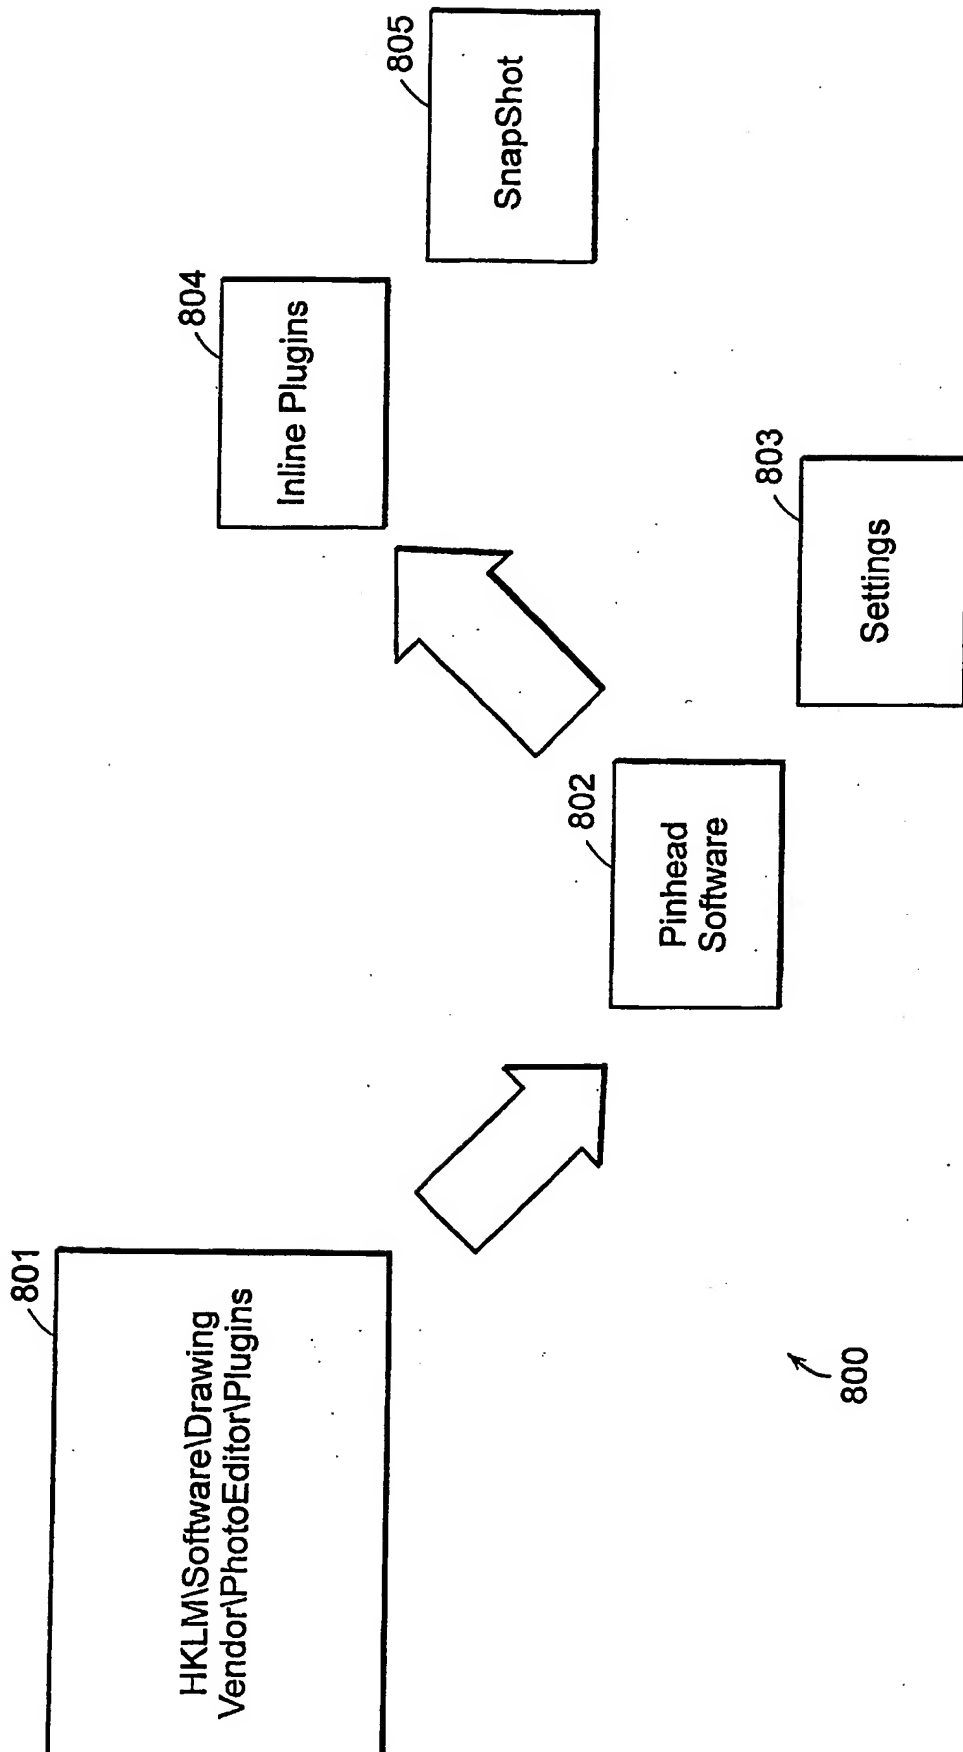 801
HKLM\Software\Drawing
Vendor\PhotoEditor\Plugins
802
Pinhead
Software
803
Settings
804
Inline Plugins
805
SnapShot
800